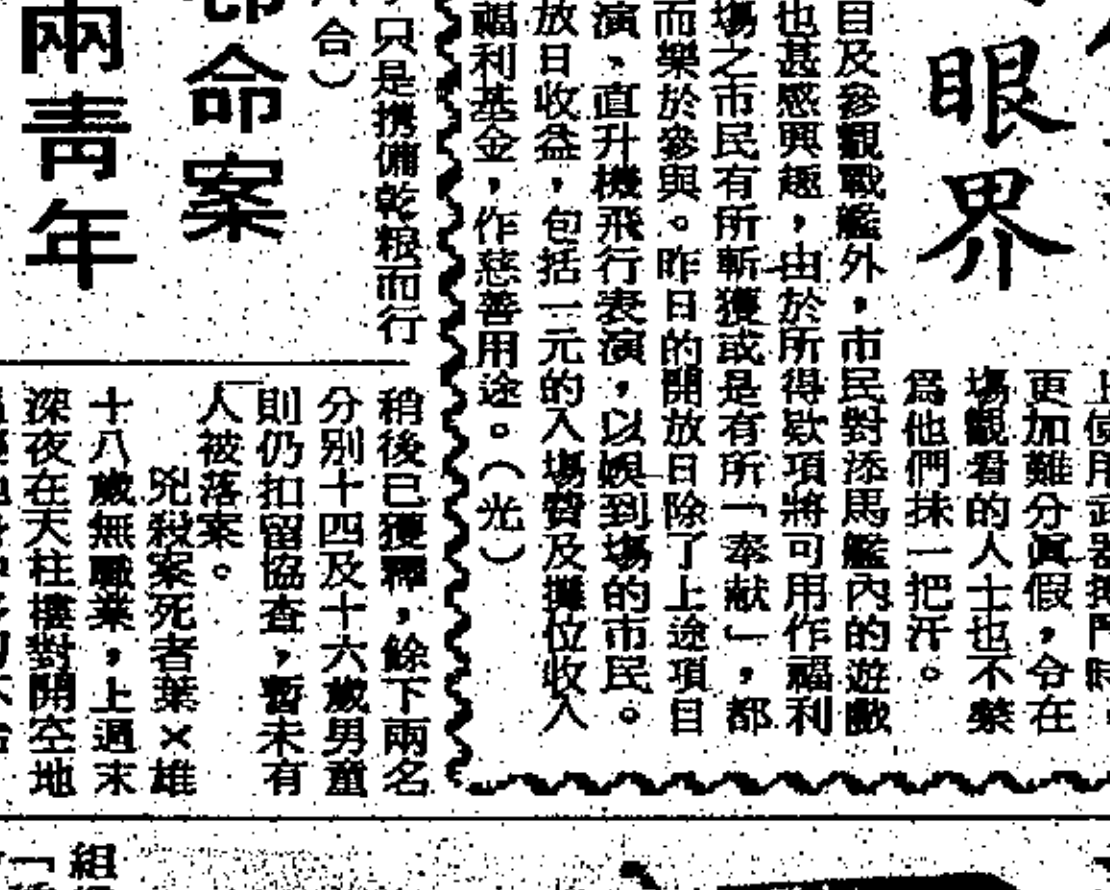 眼界
更加難分眞假，令在
場觀看的人士也不禁
爲他們抹一把汗。
目及參觀戰艦外，市民對添馬艦內的遊戲
也甚感興趣，由於所得欵項將可用作福利
場之市民有所斬獲或是有所「奉献」，都
而樂於參與。昨日的開放日除了上述項目
演、直升機飛行表演，以娛到場的市民。
放日收益，包括一元的入場費及攤位收入
福利基金，作慈善用途。（光）
只是携備乾粮而行
合）
命案
兩青年
稍後已獲釋，餘下兩名
分別十四及十六歲男童
則仍扣留協查，暫未有
人被落案。
兇殺案死者葉×雄
十八歲無職業，上週末
深夜在天柱樓對開空地
組